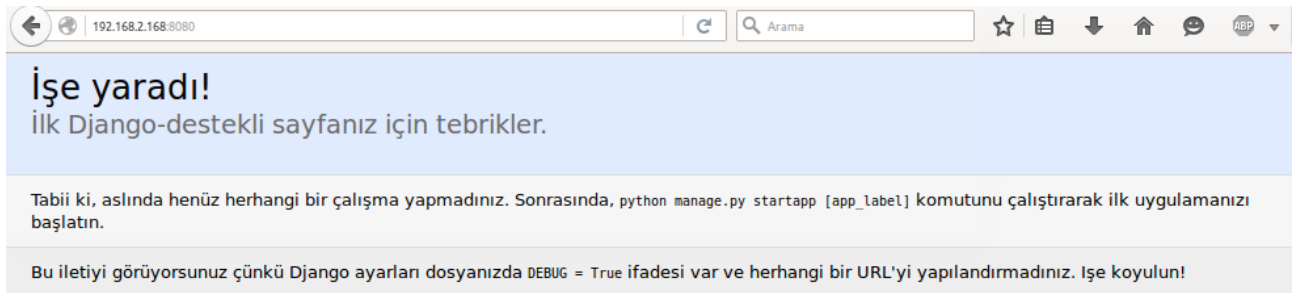 192.168.2.168:8080
Arama
ABP
İşe yaradı!
İlk Django-destekli sayfanız için tebrikler.
Tabii ki, aslında henüz herhangi bir çalışma yapmadınız. Sonrasında, python manage.py startapp [app_label] komutunu çalıştırarak ilk uygulamanızı
başlatın.
Bu iletiyi görüyorsunuz çünkü Django ayarları dosyanızda DEBUG = True ifadesi var ve herhangi bir URL'yi yapılandırmadınız. Işe koyulun!